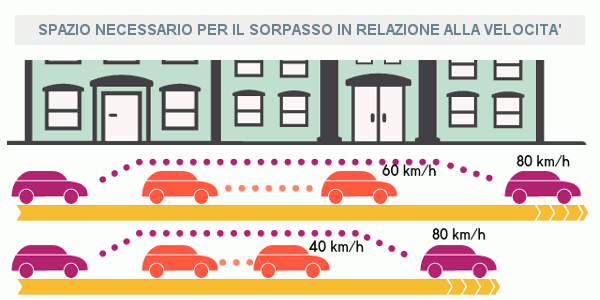 SPAZIO NECESSARIO PER IL SORPASSO IN RELAZIONE ALLA VELOCITA'
80 km/h
60 km/h
80 km/h
40 km/h